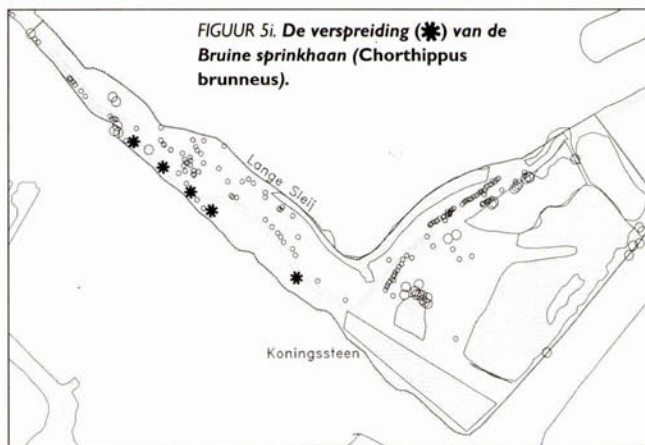 FIGUUR 5i. De verspreiding (✱) van de
Bruine sprinkhaan (Chorthippus
brunneus).
Lange Sleij
Koningssteen